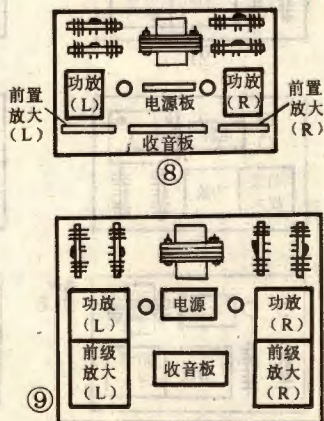 功放
(L)
功放
(R)
前置
放大
(L)
电源板
前置
放大
(R)
收音板
⑧
功放
(L)
电源
功放
(R)
前级
放大
(L)
收音板
前级
放大
(R)
⑨